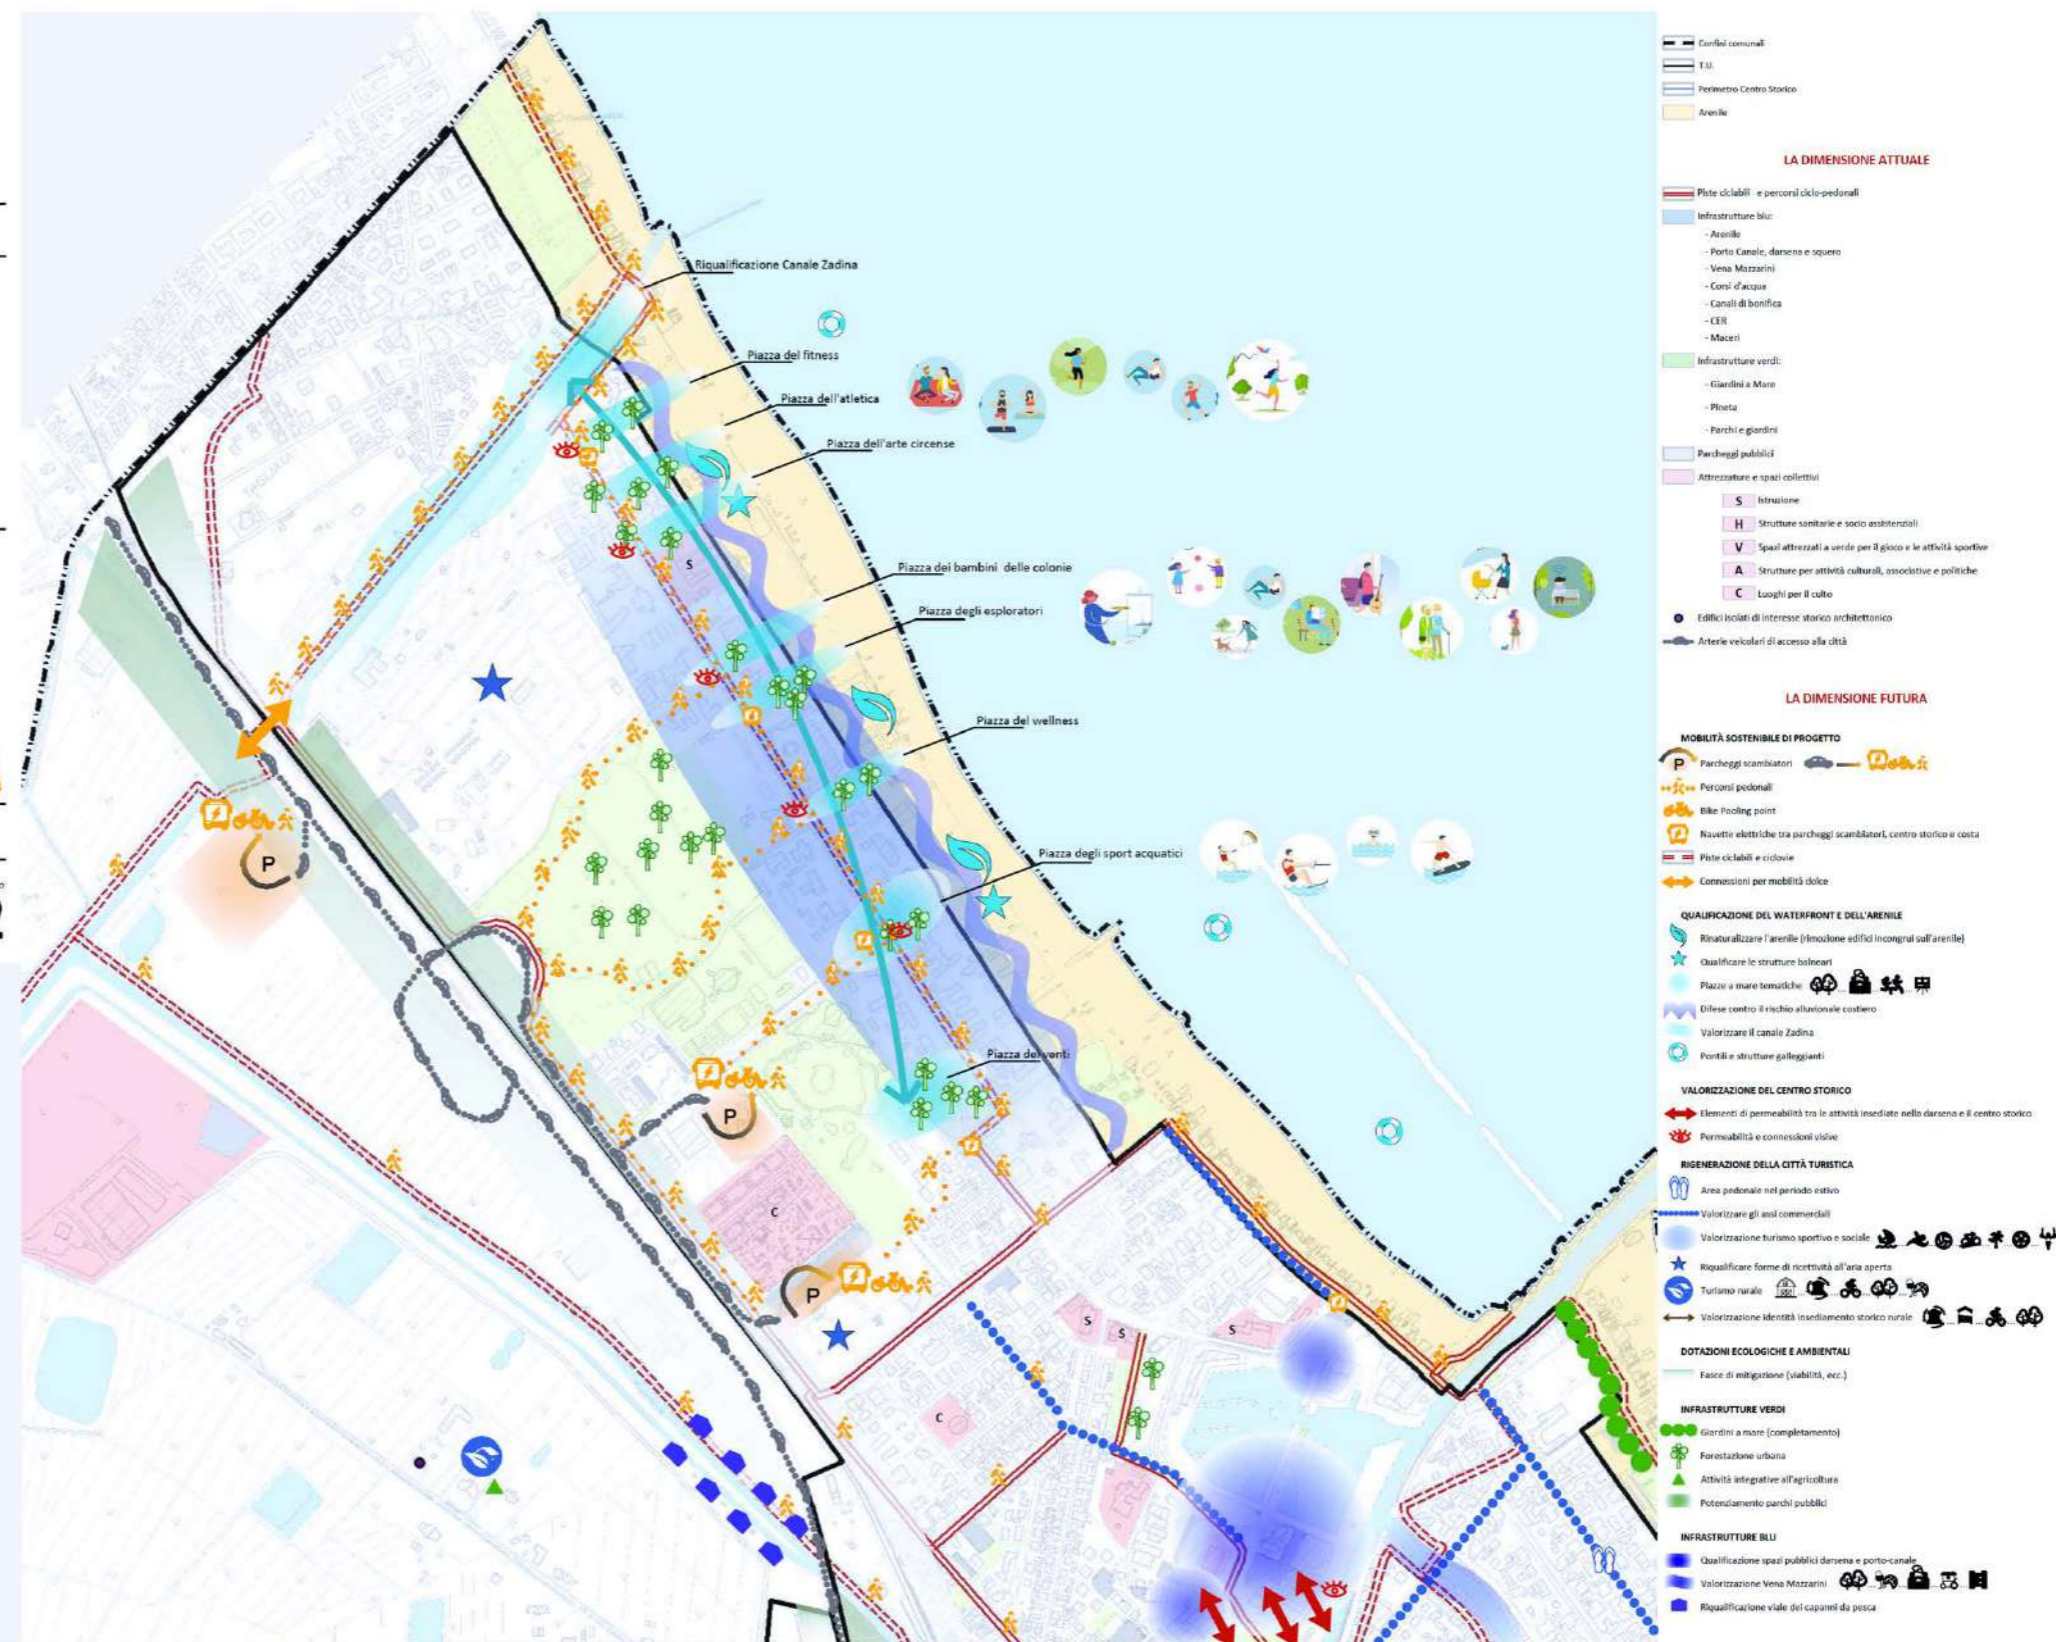 Riqualificazione Canale Zadina
Piazza del fitness
Piazza dell'atletica
Piazza dell'arte circense
Piazza dei bambini delle colonie
Piazza degli esploratori
Piazza del wellness
Piazza degli sport acquatici
Piazza dei venti
TAGLIATA
S
P
P
C
P
S
S
S
C
Confini comunali
T.U.
Perimetro Centro Storico
Arenile
LA DIMENSIONE ATTUALE
Piste ciclabili e percorsi ciclo-pedonali
Infrastrutture blu:
- Arenile
- Porto Canale, darsena e squero
- Vena Mazzarini
- Corsi d'acqua
- Canali di bonifica
- CER
- Maceri
Infrastrutture verdi:
- Giardini a Mare
- Pineta
- Parchi e giardini
Parcheggi pubblici
Attrezzature e spazi collettivi
S Istruzione
H Strutture sanitarie e socio assistenziali
V Spazi attrezzati a verde per il gioco e le attività sportive
A Strutture per attività culturali, associative e politiche
C Luoghi per il culto
Edifici isolati di interesse storico architettonico
Arterie veicolari di accesso alla città
LA DIMENSIONE FUTURA
MOBILITÀ SOSTENIBILE DI PROGETTO
P Parcheggi scambiatori
Percorsi pedonali
Bike Pooling point
Navette elettriche tra parcheggi scambiatori, centro storico e costa
Piste ciclabili e ciclovie
Connessioni per mobilità dolce
QUALIFICAZIONE DEL WATERFRONT E DELL'ARENILE
Rinaturalizzare l'arenile (rimozione edifici incongrui sull'arenile)
Qualificare le strutture balneari
Piazze a mare tematiche
Difese contro il rischio alluvionale costiero
Valorizzare il canale Zadina
Pontili e strutture galleggianti
VALORIZZAZIONE DEL CENTRO STORICO
Elementi di permeabilità tra le attività insediate nella darsena e il centro storico
Permeabilità e connessioni visive
RIGENERAZIONE DELLA CITTÀ TURISTICA
Area pedonale nel periodo estivo
Valorizzare gli assi commerciali
Valorizzazione turismo sportivo e sociale
Riqualificare forme di ricettività all'aria aperta
Turismo rurale
Valorizzazione identità insediamento storico rurale
DOTAZIONI ECOLOGICHE E AMBIENTALI
Fasce di mitigazione (viabilità, ecc.)
INFRASTRUTTURE VERDI
Giardini a mare (completamento)
Forestazione urbana
Attività integrative all'agricoltura
Potenziamento parchi pubblici
INFRASTRUTTURE BLU
Qualificazione spazi pubblici darsena e porto-canale
Valorizzazione Vena Mazzarini
Riqualificazione viale dei capanni da pesca